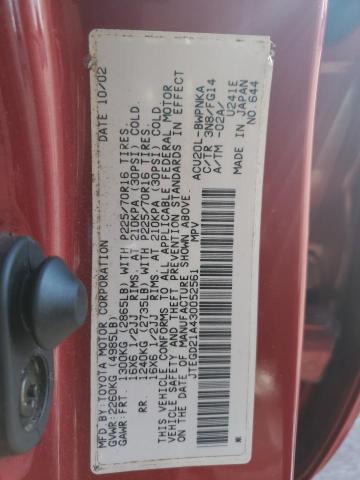 MFD BY TOYOTA MOTOR CORPORATION DATE 10/02
GVWR:2260KG (4985LB)
GAWR: FRT. 1300KG (2865LB) WITH P225/70R16 TIRES,
16X6 1/2JJ RIMS, AT 210KPA (30PSI) COLD
RR. 1240KG (2735LB) WITH P225/70R16 TIRES,
16X6 1/2JJ RIMS, AT 210KPA (30PSI) COLD
THIS VEHICLE CONFORMS TO ALL APPLICABLE FEDERAL MOTOR
VEHICLE SAFETY AND THEFT PREVENTION STANDARDS IN EFFECT
ON THE DATE OF MANUFACTURE SHOWN ABOVE.
JTEGD21A430052561 MPV
ACU20L-BWPNKA
C/TR 3N8/FG14
A/TM -02A/
U241E
MADE IN JAPAN
NO.644